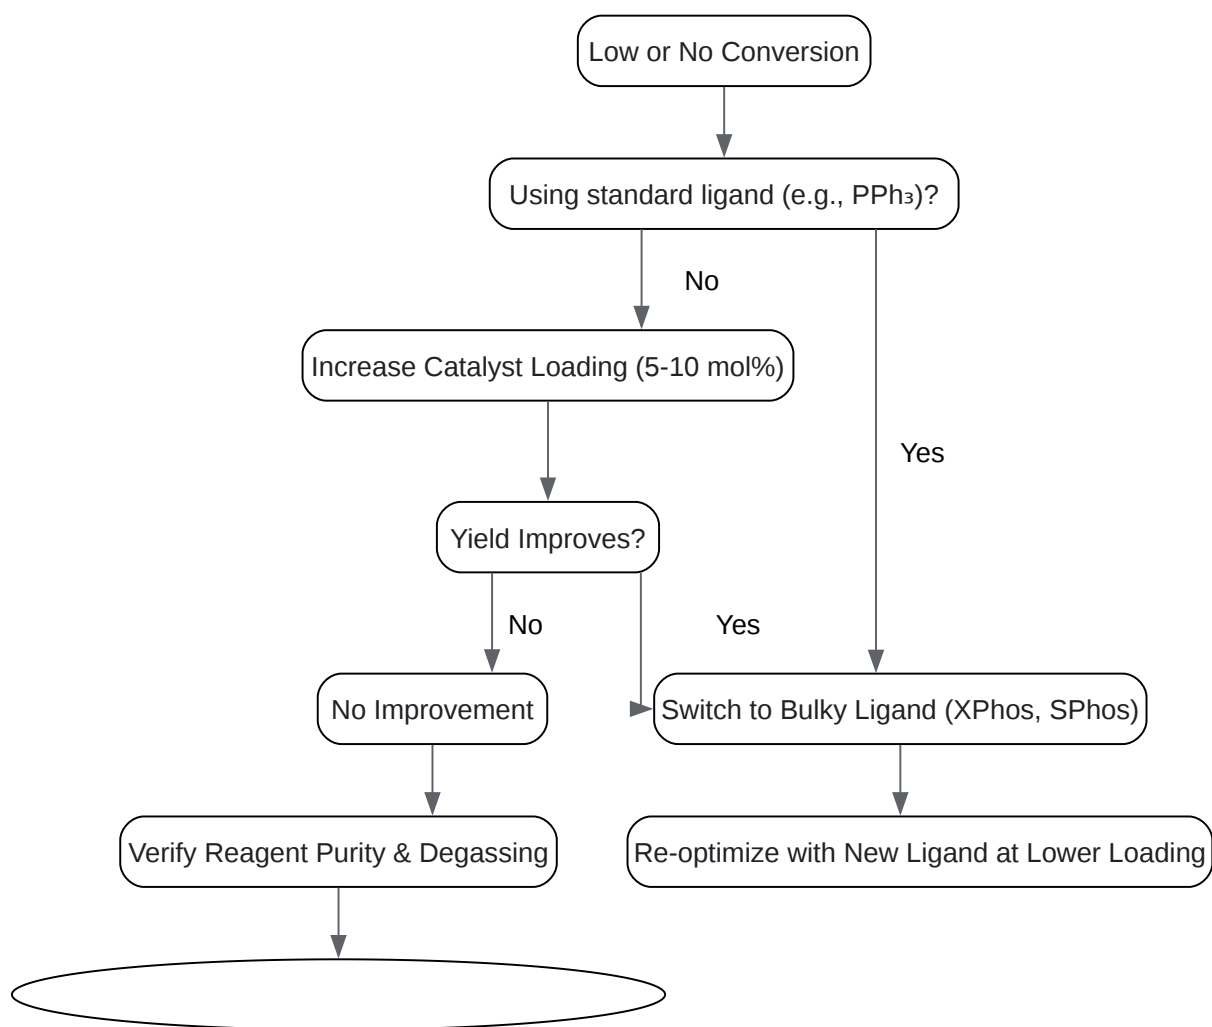 Low or No Conversion
Using standard ligand (e.g., PPh₃)?
No
Increase Catalyst Loading (5-10 mol%)
Yes
Yield Improves?
No
Yes
No Improvement
Switch to Bulky Ligand (XPhos, SPhos)
Verify Reagent Purity & Degassing
Re-optimize with New Ligand at Lower Loading